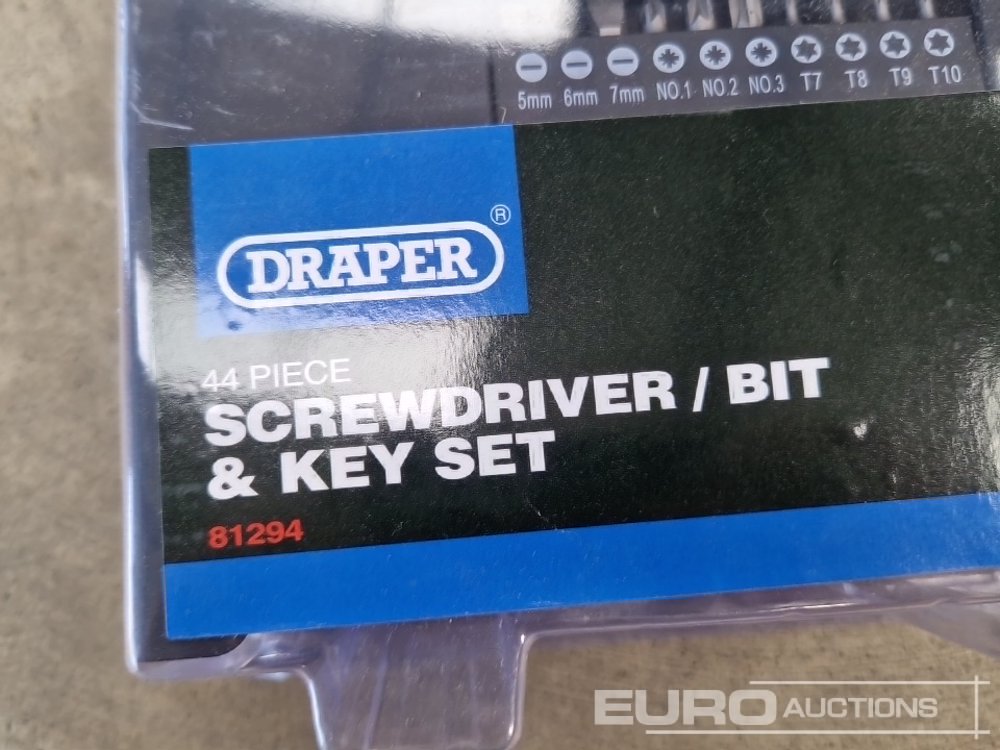 5mm 6mm 7mm NO.1 NO.2 NO.3 T7 T8 T9 T10
DRAPER®
44 PIECE
SCREWDRIVER / BIT
& KEY SET
81294
EURO AUCTIONS